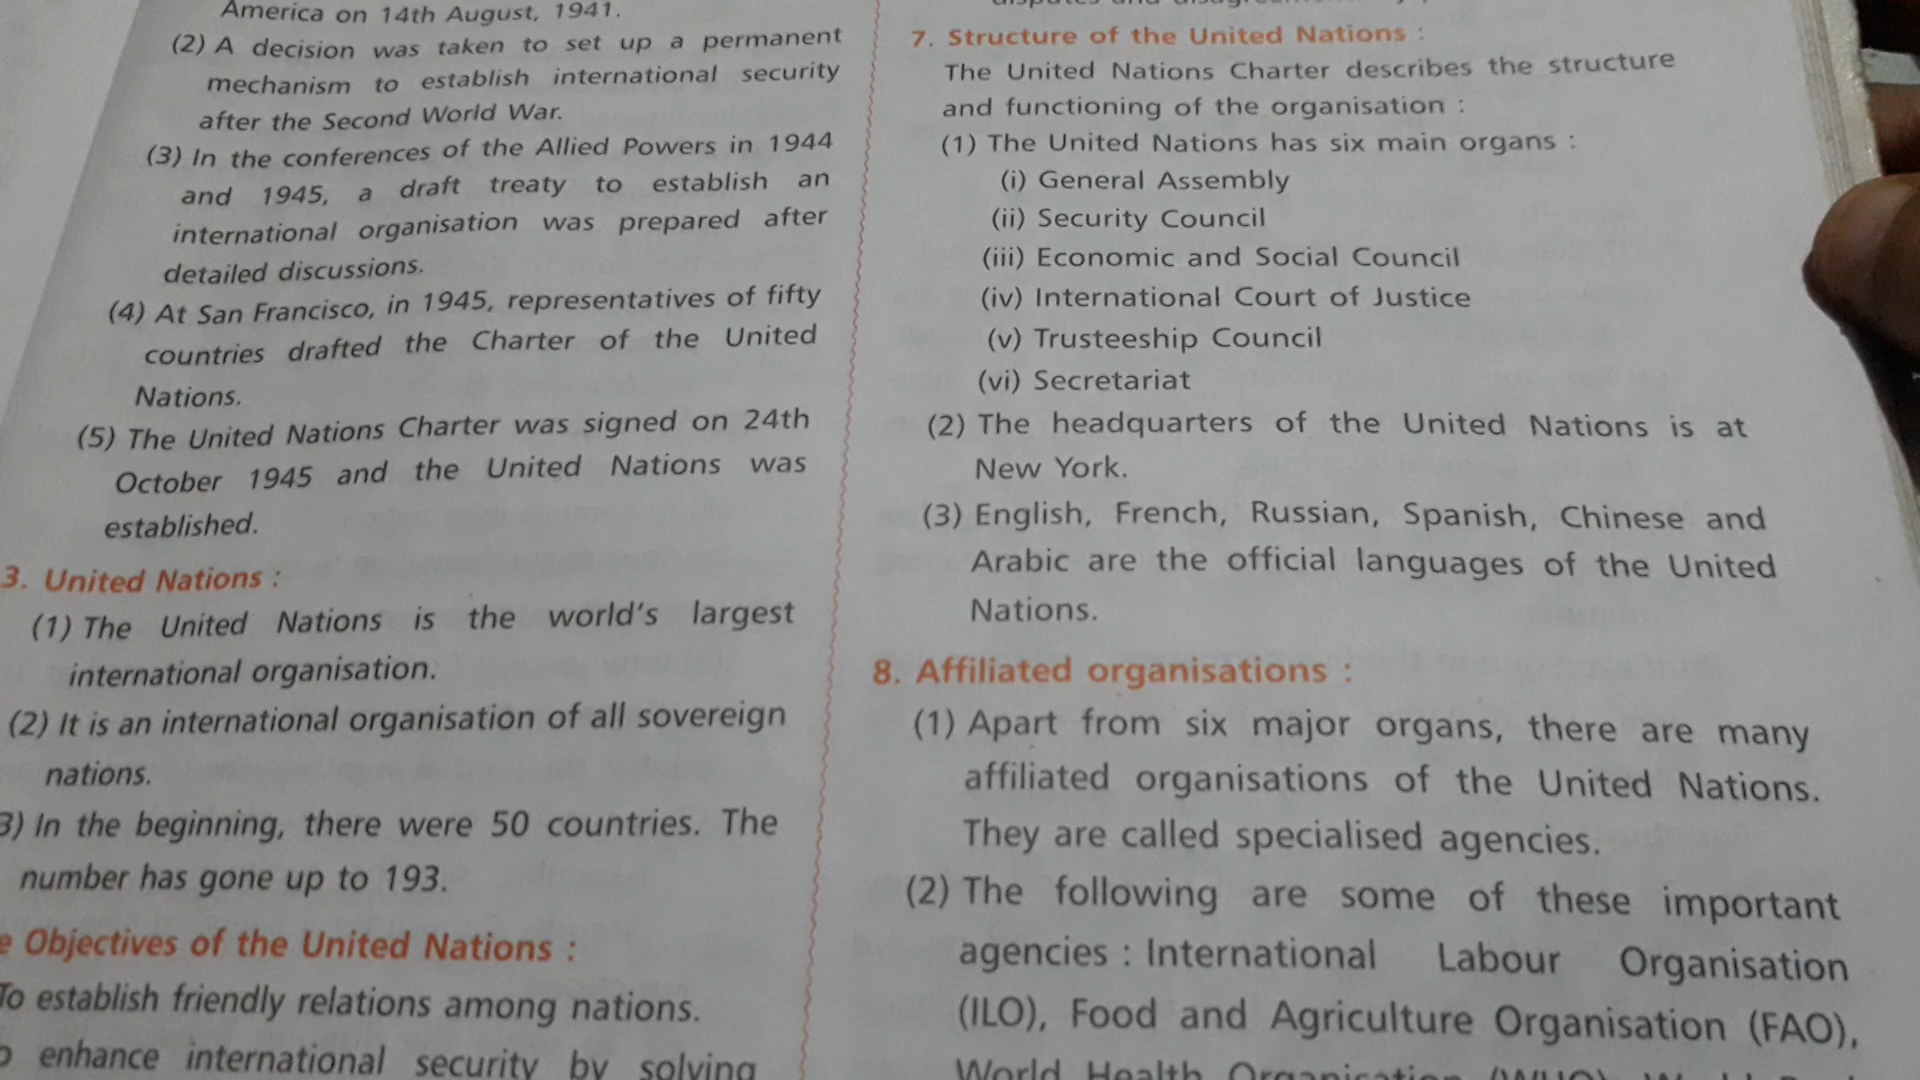 America on 14th August, 1941.
(2) A decision was taken to set up a permanent
mechanism to establish international security
after the Second World War.
(3) In the conferences of the Allied Powers in 1944
and 1945, a draft treaty to establish an
international organisation was prepared after
detailed discussions.
(4) At San Francisco, in 1945, representatives of fifty
countries drafted the Charter of the United
Nations.
(5) The United Nations Charter was signed on 24th
October 1945 and the United Nations was
established.
3. United Nations :
(1) The United Nations is the world's largest
international organisation.
(2) It is an international organisation of all sovereign
nations.
3) In the beginning, there were 50 countries. The
number has gone up to 193.
e Objectives of the United Nations :
To establish friendly relations among nations.
o enhance international security by solving
7. Structure of the United Nations :
The United Nations Charter describes the structure
and functioning of the organisation :
(1) The United Nations has six main organs :
(i) General Assembly
(ii) Security Council
(iii) Economic and Social Council
(iv) International Court of Justice
(v) Trusteeship Council
(vi) Secretariat
(2) The headquarters of the United Nations is at
New York.
(3) English, French, Russian, Spanish, Chinese and
Arabic are the official languages of the United
Nations.
8. Affiliated organisations :
(1) Apart from six major organs, there are many
affiliated organisations of the United Nations.
They are called specialised agencies.
(2) The following are some of these important
agencies : International Labour Organisation
(ILO), Food and Agriculture Organisation (FAO),
World Health Organisation (WHO), World